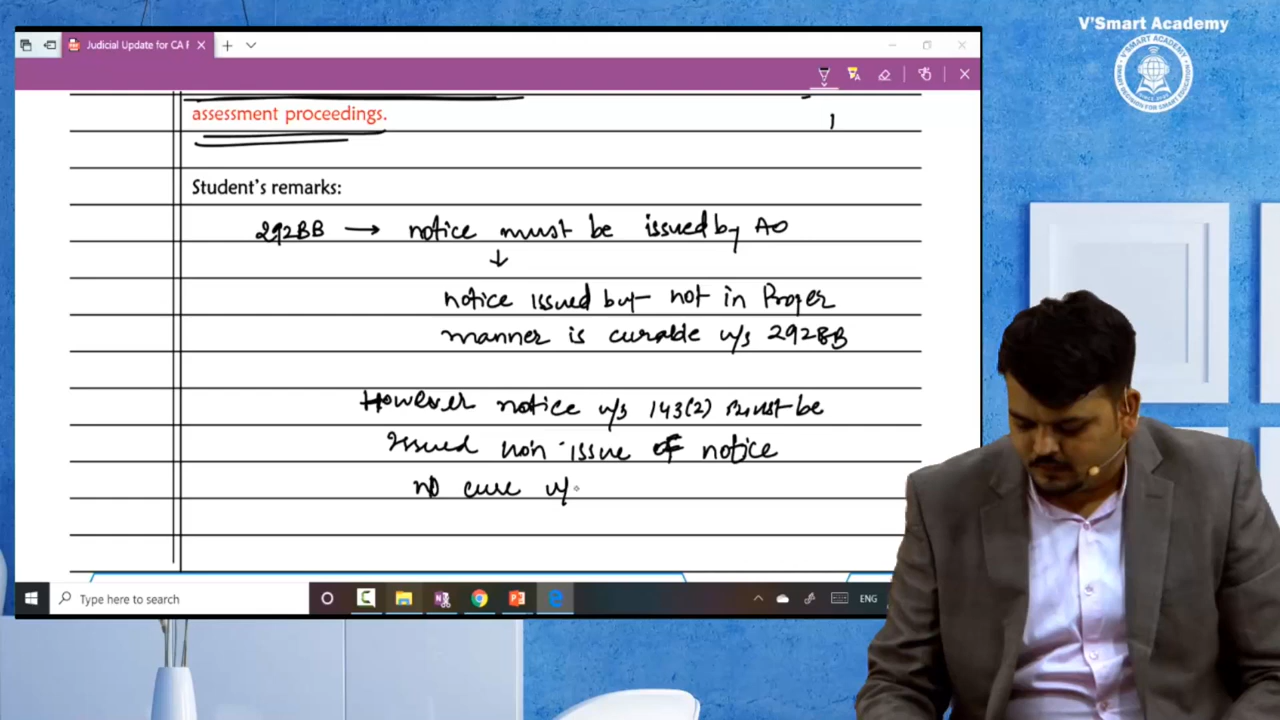 V'Smart Academy
Judicial Update for CA F
assessment proceedings.
1
Student's remarks:
292BB → notice must be issued by AO
↓
notice issued but not in Proper
manner is curable u/s 292BB
However notice u/s 143(2) must be
issued non-issue of notice
no cure u/s
Type here to search
ENG